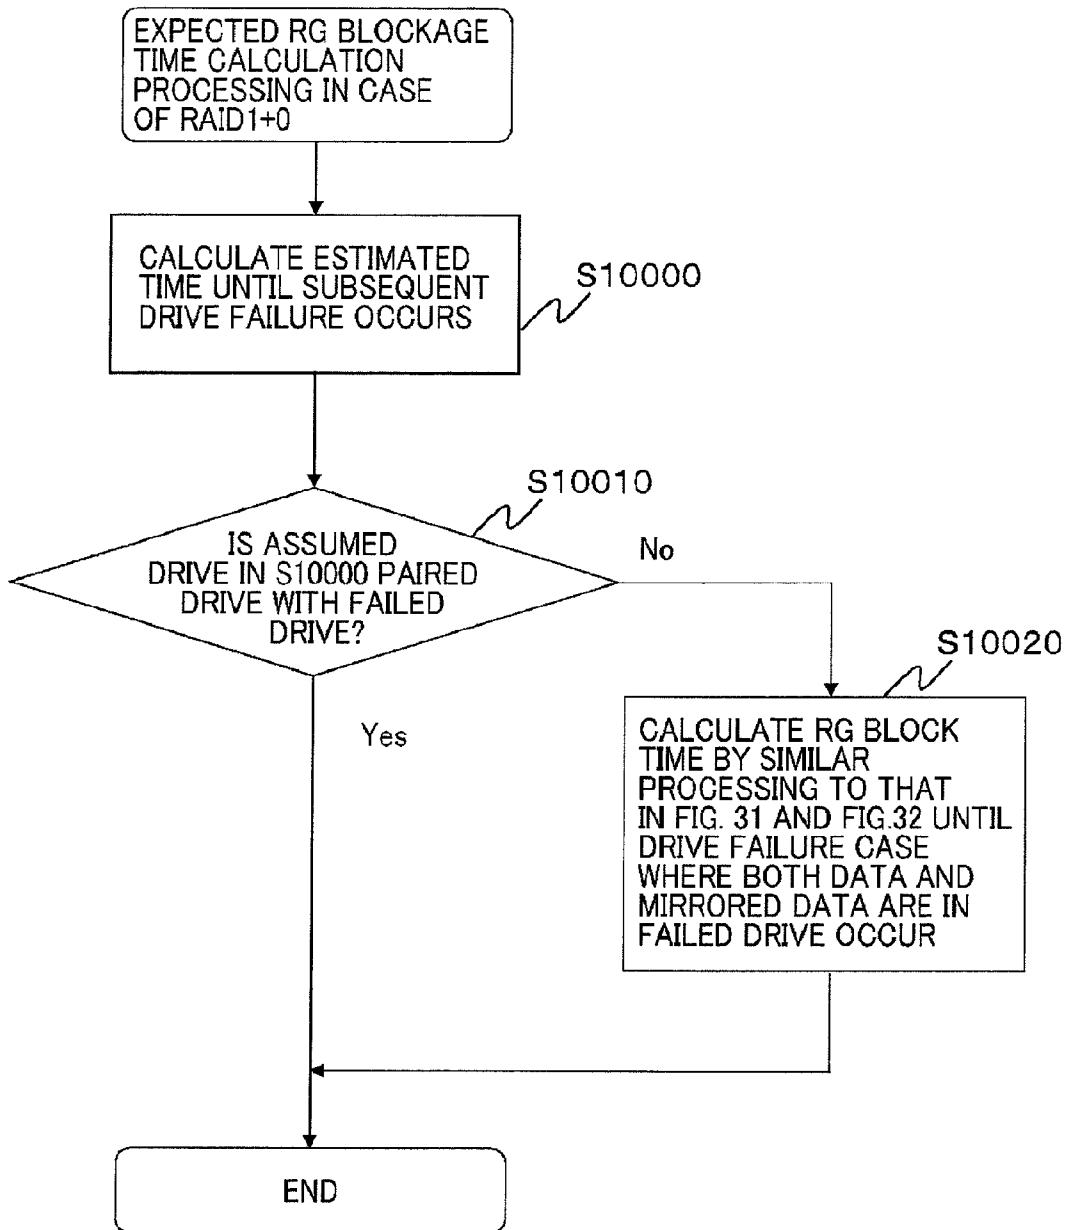 EXPECTED RG BLOCKAGE
TIME CALCULATION
PROCESSING IN CASE
OF RAID1+0
CALCULATE ESTIMATED
TIME UNTIL SUBSEQUENT
DRIVE FAILURE OCCURS
S10000
S10010
IS ASSUMED
DRIVE IN S10000 PAIRED
DRIVE WITH FAILED
DRIVE?
No
Yes
S10020
CALCULATE RG BLOCK
TIME BY SIMILAR
PROCESSING TO THAT
IN FIG. 31 AND FIG.32 UNTIL
DRIVE FAILURE CASE
WHERE BOTH DATA AND
MIRRORED DATA ARE IN
FAILED DRIVE OCCUR
END